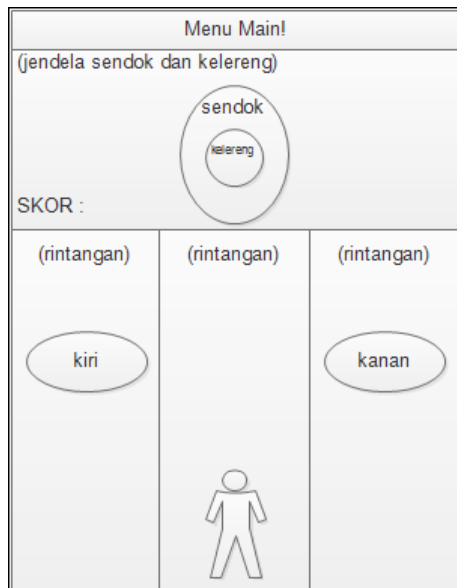 Menu Main!
(jendela sendok dan kelereng)
sendok
kelereng
SKOR :
(rintangan) (rintangan) (rintangan)
kiri kanan